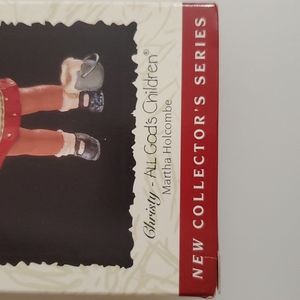 Christy - ALL God's Children®
Martha Holcombe
NEW COLLECTOR'S SERIES